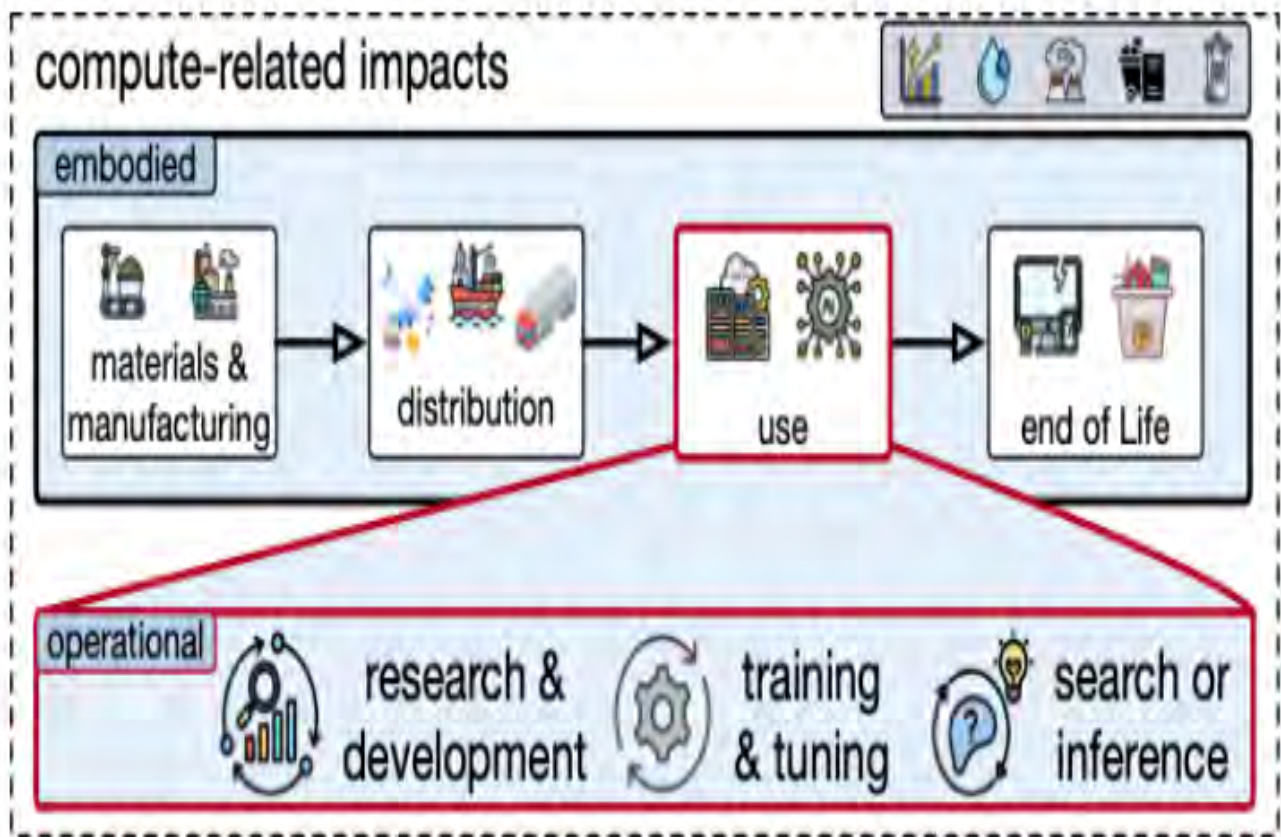 compute-related impacts
embodied
materials &
manufacturing
distribution
use
end of Life
operational
research &
development
training
& tuning
search or
inference